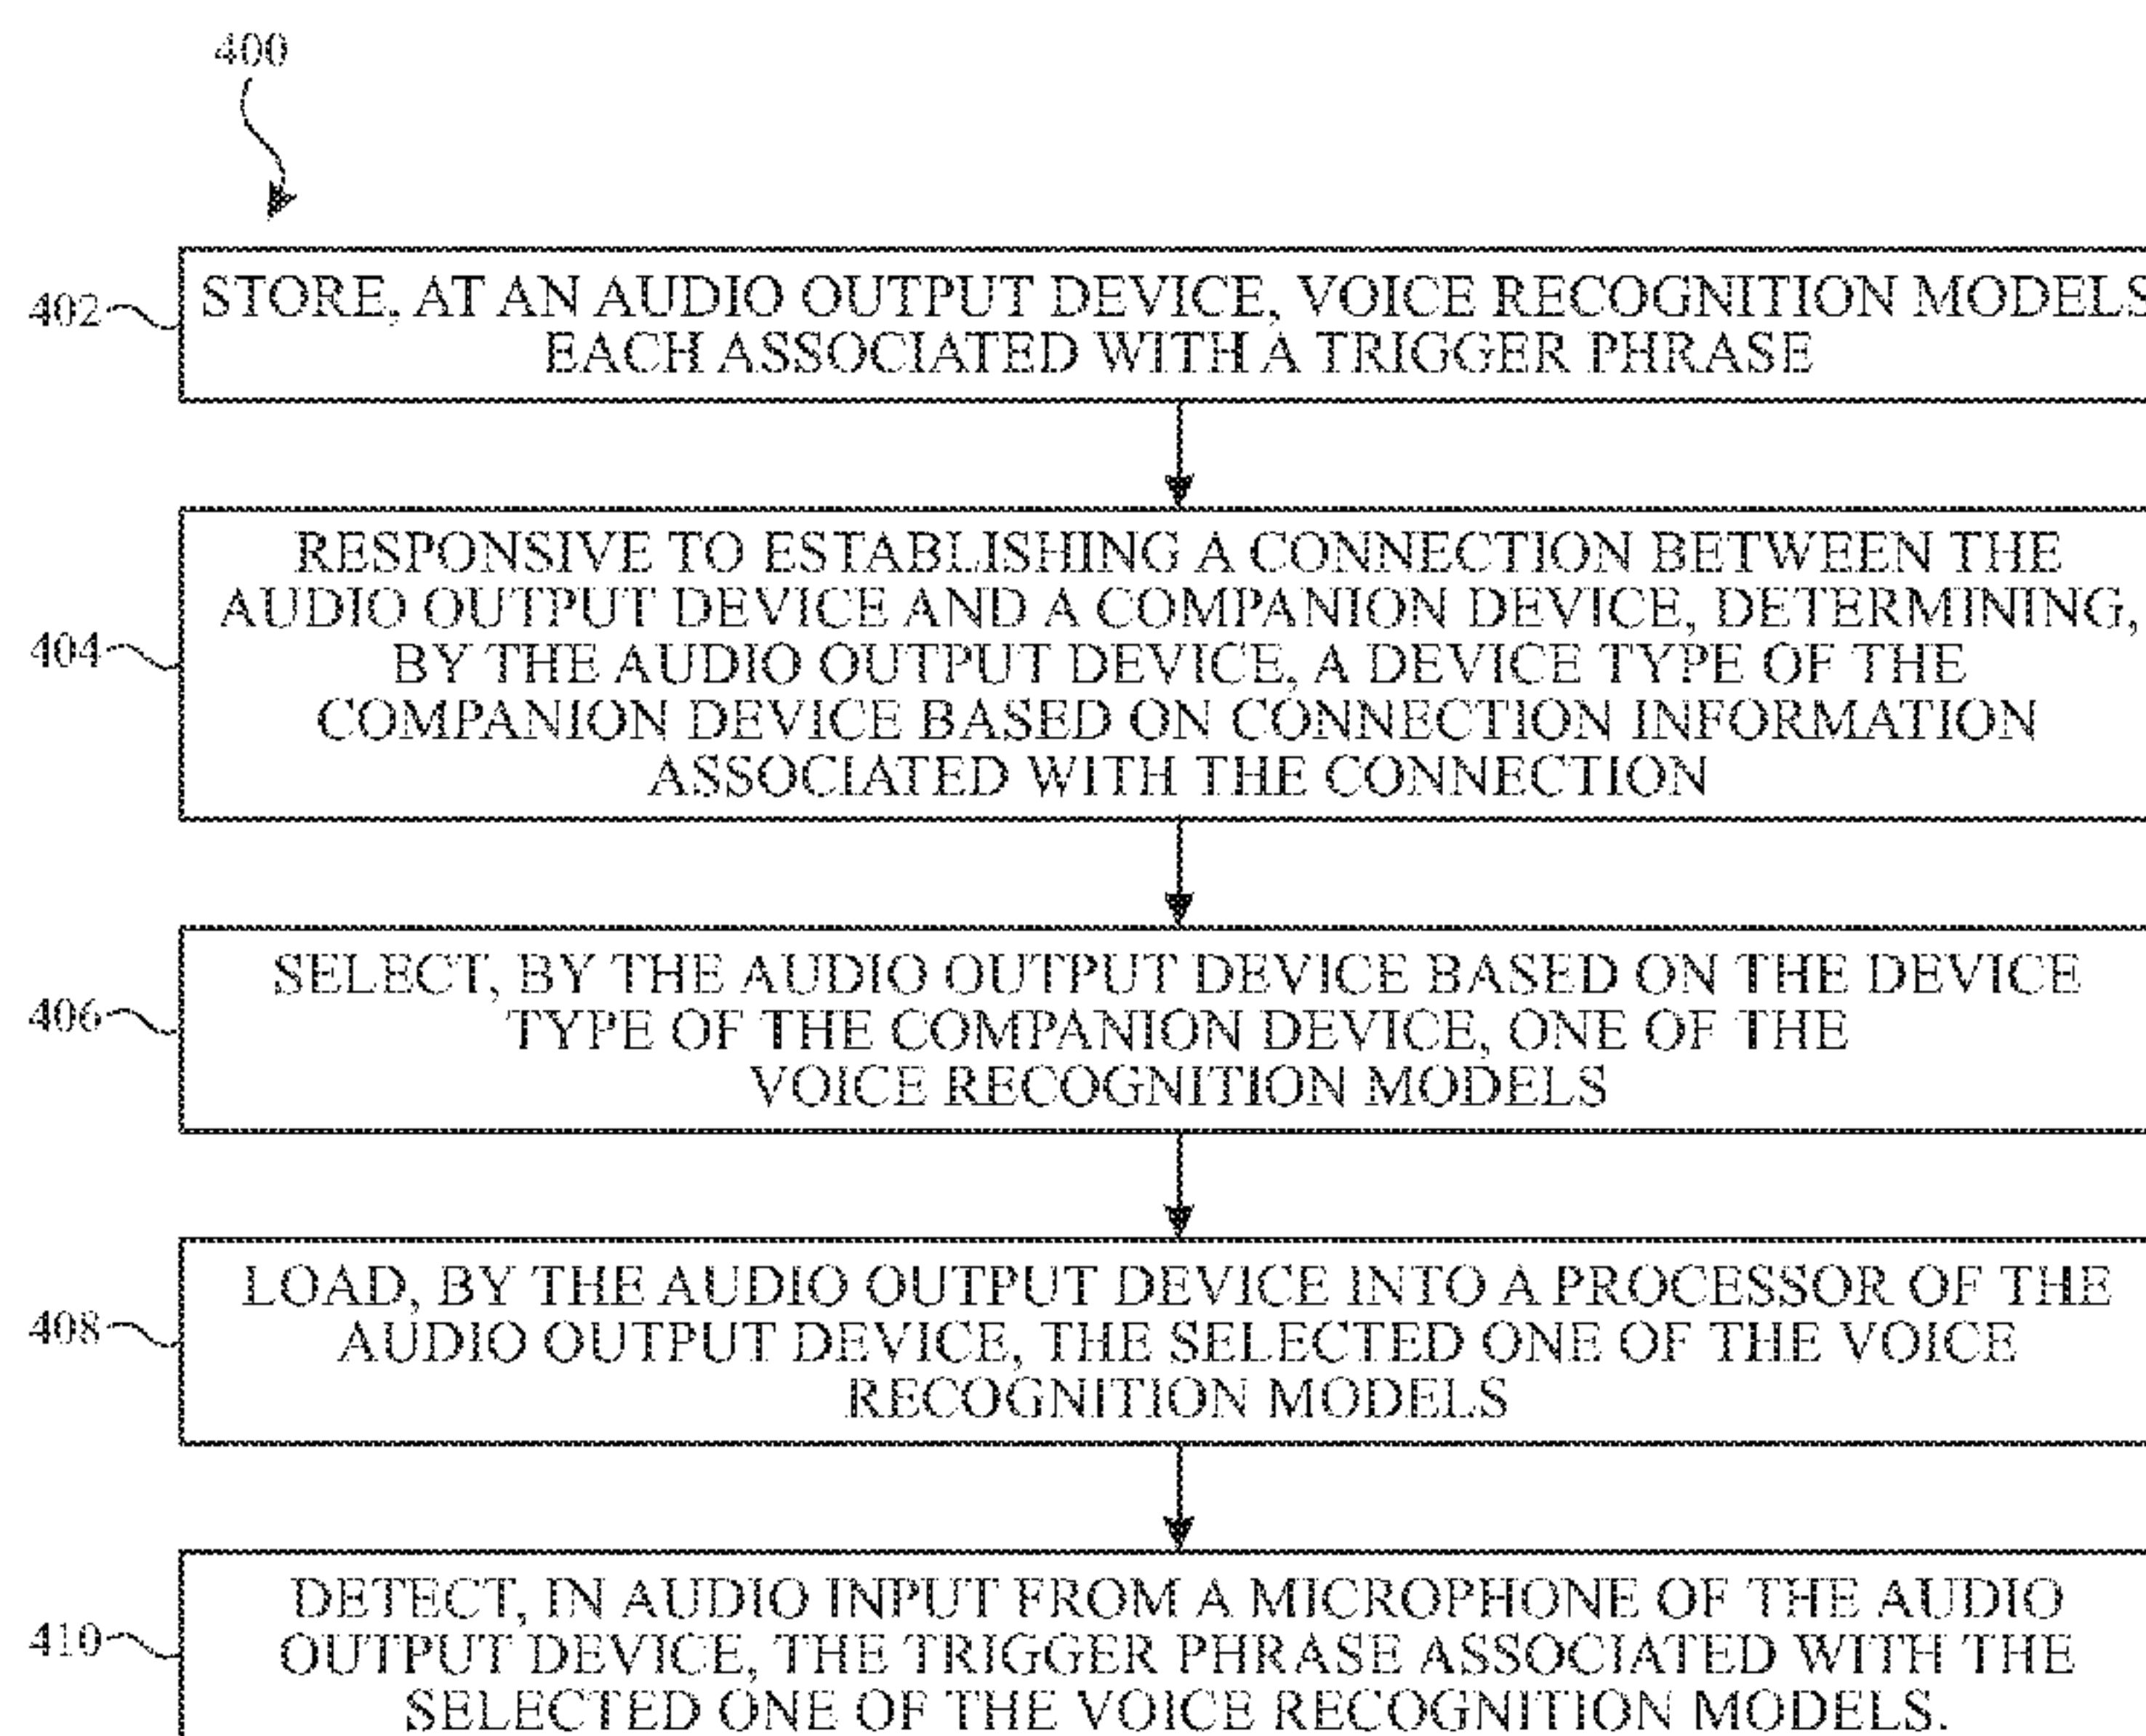 400
402
STORE, AT AN AUDIO OUTPUT DEVICE, VOICE RECOGNITION MODELS
EACH ASSOCIATED WITH A TRIGGER PHRASE
RESPONSIVE TO ESTABLISHING A CONNECTION BETWEEN THE
AUDIO OUTPUT DEVICE AND A COMPANION DEVICE, DETERMINING,
404
BY THE AUDIO OUTPUT DEVICE, A DEVICE TYPE OF THE
COMPANION DEVICE BASED ON CONNECTION INFORMATION
ASSOCIATED WITH THE CONNECTION
SELECT, BY THE AUDIO OUTPUT DEVICE BASED ON THE DEVICE
406
TYPE OF THE COMPANION DEVICE, ONE OF THE
VOICE RECOGNITION MODELS
LOAD, BY THE AUDIO OUTPUT DEVICE INTO A PROCESSOR OF THE
408
AUDIO OUTPUT DEVICE, THE SELECTED ONE OF THE VOICE
RECOGNITION MODELS
DETECT, IN AUDIO INPUT FROM A MICROPHONE OF THE AUDIO
410
OUTPUT DEVICE, THE TRIGGER PHRASE ASSOCIATED WITH THE
SELECTED ONE OF THE VOICE RECOGNITION MODELS.